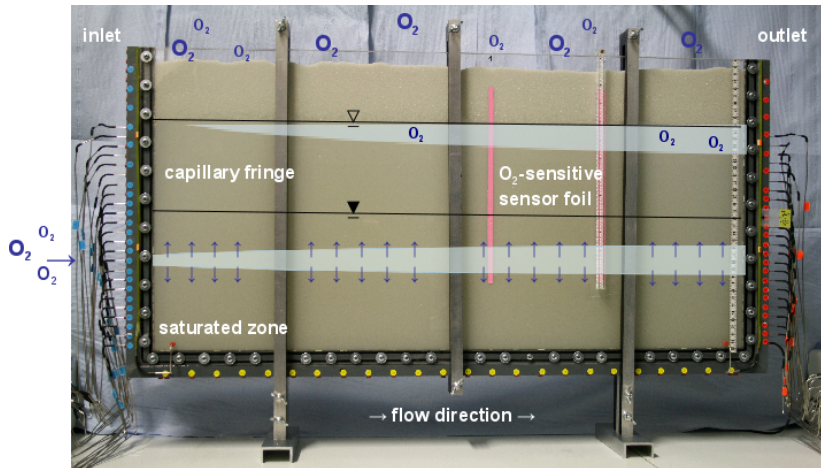 inlet
O₂
O₂
O₂
O₂
O₂
O₂
O₂
O₂
O₂
outlet
O₂
O₂
O₂
capillary fringe
O₂-sensitive
sensor foil
O₂
O₂
O₂
saturated zone
→ flow direction →